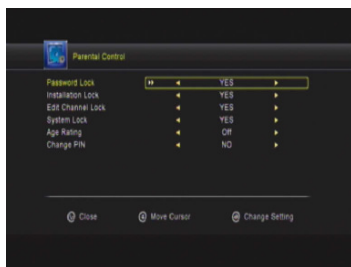 Parental Control
Password Lock YES
Installation Lock YES
Edit Channel Lock YES
System Lock YES
Age Rating Off
Change PIN NO
Close Move Cursor Change Setting